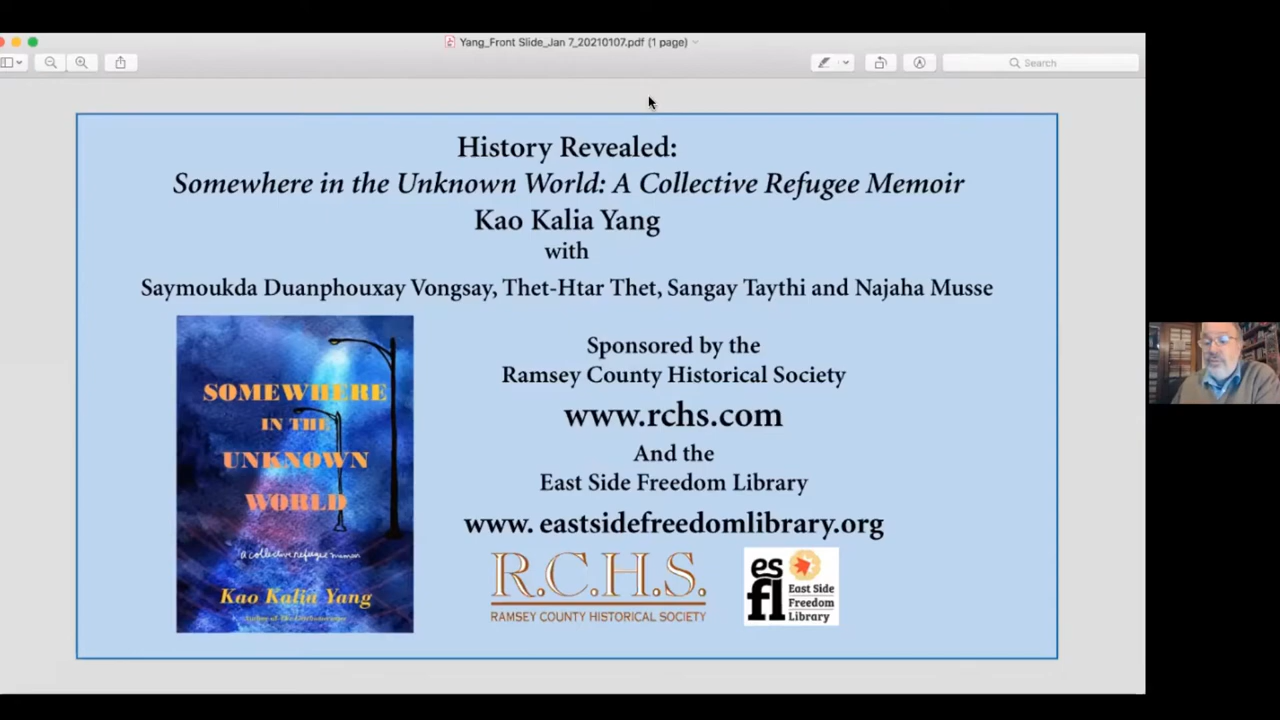 Yang_Front Slide_Jan 7_20210107.pdf (1 page)
Search
History Revealed:
Somewhere in the Unknown World: A Collective Refugee Memoir
Kao Kalia Yang
with
Saymoukda Duanphouxay Vongsay, Thet-Htar Thet, Sangay Taythi and Najaha Musse
SOMEWHERE
IN THE
UNKNOWN
WORLD
a collective refugee memoir
Kao Kalia Yang
Sponsored by the
Ramsey County Historical Society
www.rchs.com
And the
East Side Freedom Library
www. eastsidefreedomlibrary.org
R.C.H.S.
RAMSEY COUNTY HISTORICAL SOCIETY
esfl
East Side
Freedom
Library